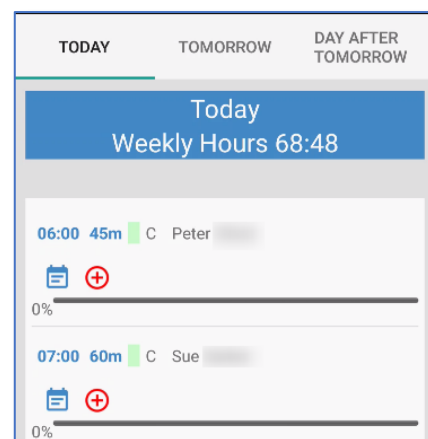 TODAY TOMORROW DAY AFTER TOMORROW
Today
Weekly Hours 68:48
06:00 45m C Peter
0%
07:00 60m C Sue
0%